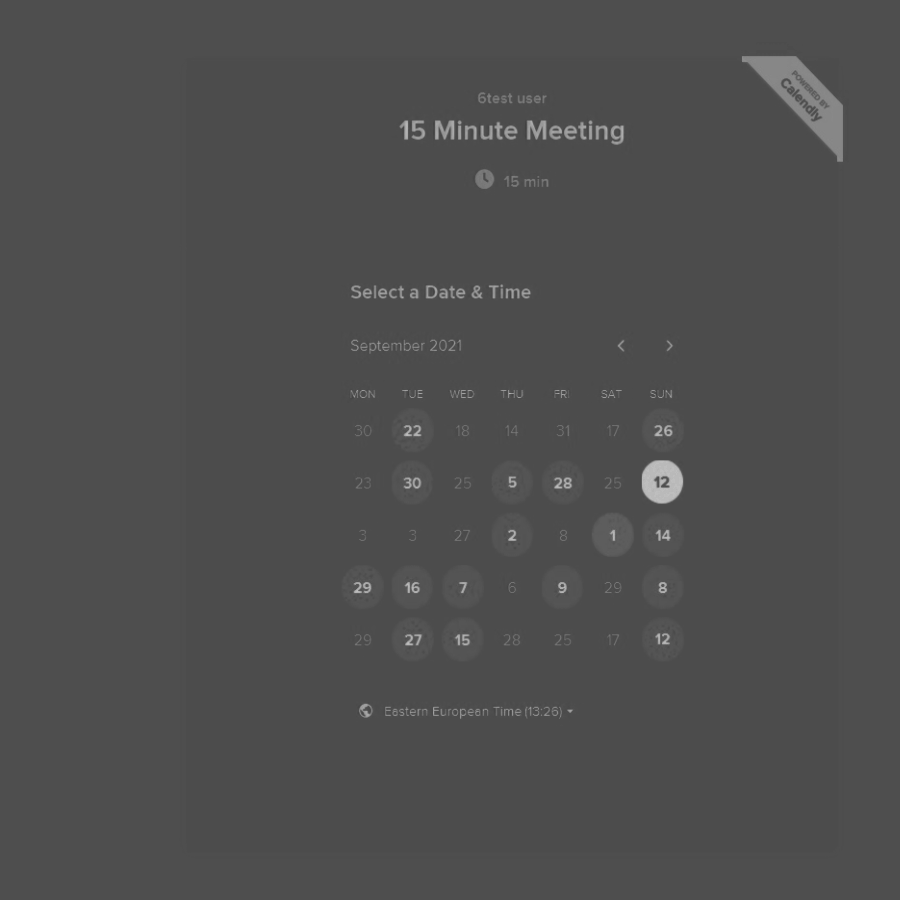 POWERED BY
Calendly
6test user
15 Minute Meeting
15 min
Select a Date & Time
September 2021
MON TUE WED THU FRI SAT SUN
30 22 18 14 31 17 26
23 30 25 5 28 25 12
3 3 27 2 8 1 14
29 16 7 6 9 29 8
29 27 15 28 25 17 12
Eastern European Time (13:26)